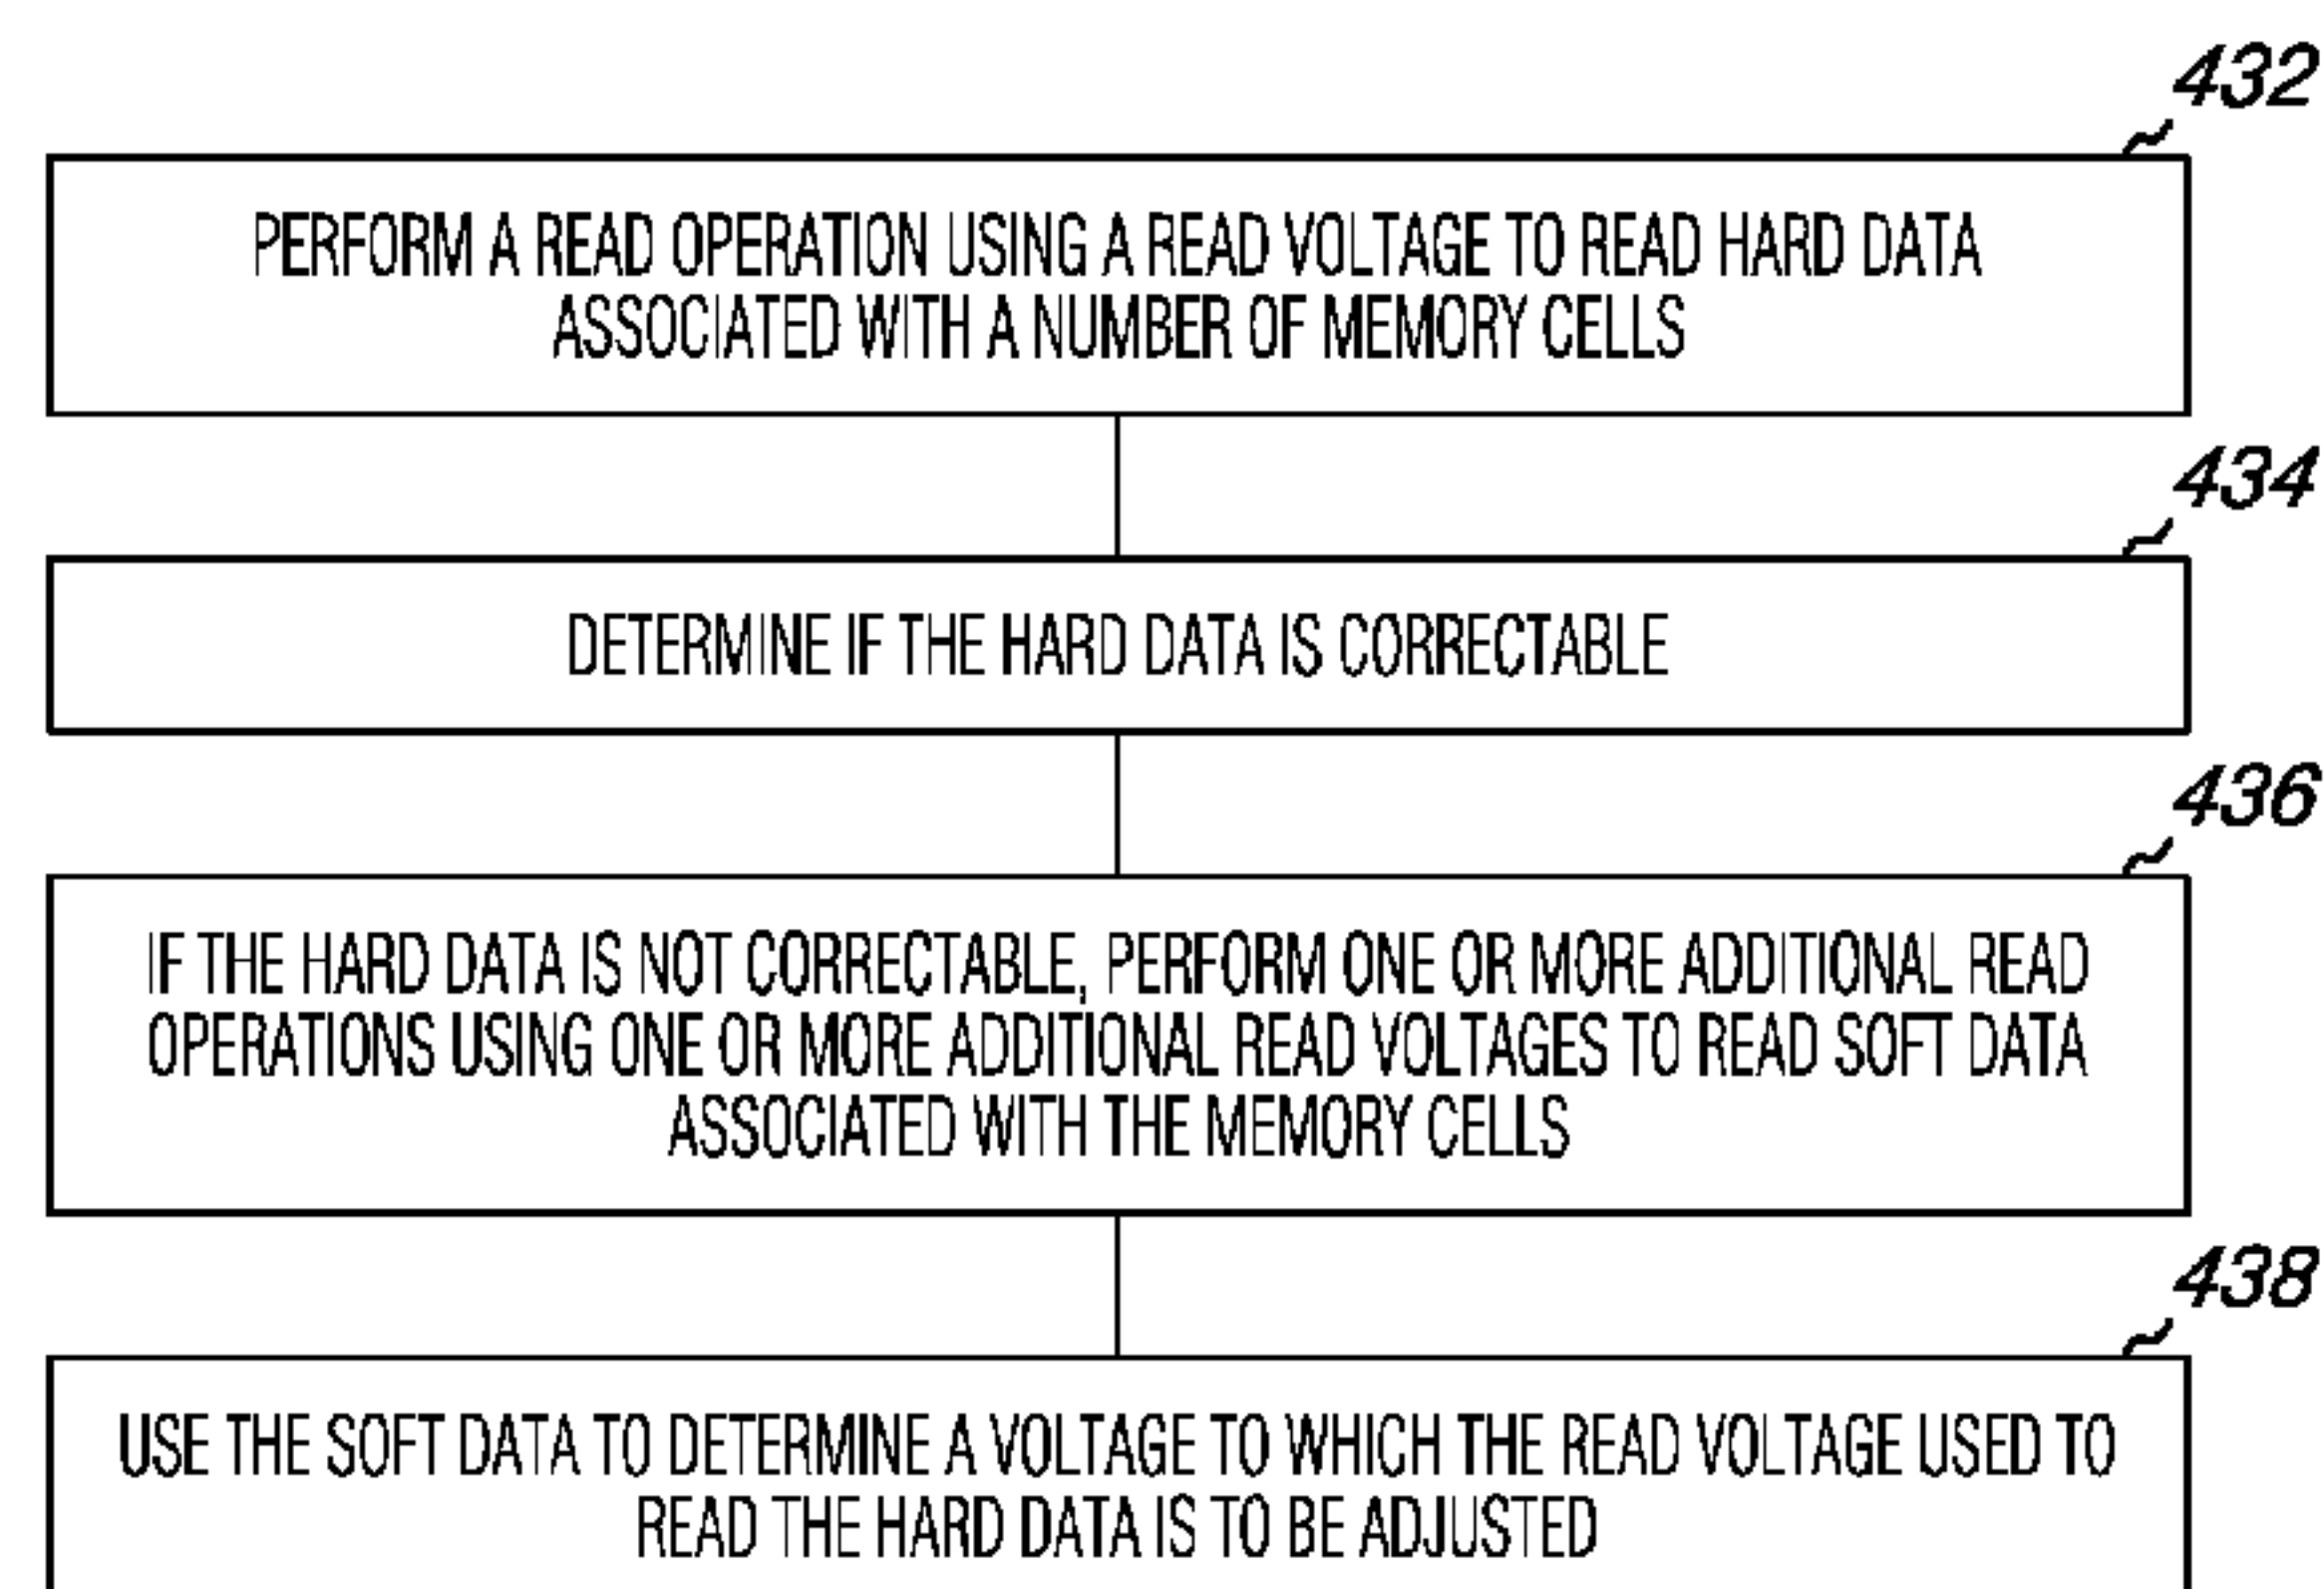 432
PERFORM A READ OPERATION USING A READ VOLTAGE TO READ HARD DATA
ASSOCIATED WITH A NUMBER OF MEMORY CELLS
434
DETERMINE IF THE HARD DATA IS CORRECTABLE
436
IF THE HARD DATA IS NOT CORRECTABLE, PERFORM ONE OR MORE ADDITIONAL READ
OPERATIONS USING ONE OR MORE ADDITIONAL READ VOLTAGES TO READ SOFT DATA
ASSOCIATED WITH THE MEMORY CELLS
438
USE THE SOFT DATA TO DETERMINE A VOLTAGE TO WHICH THE READ VOLTAGE USED TO
READ THE HARD DATA IS TO BE ADJUSTED